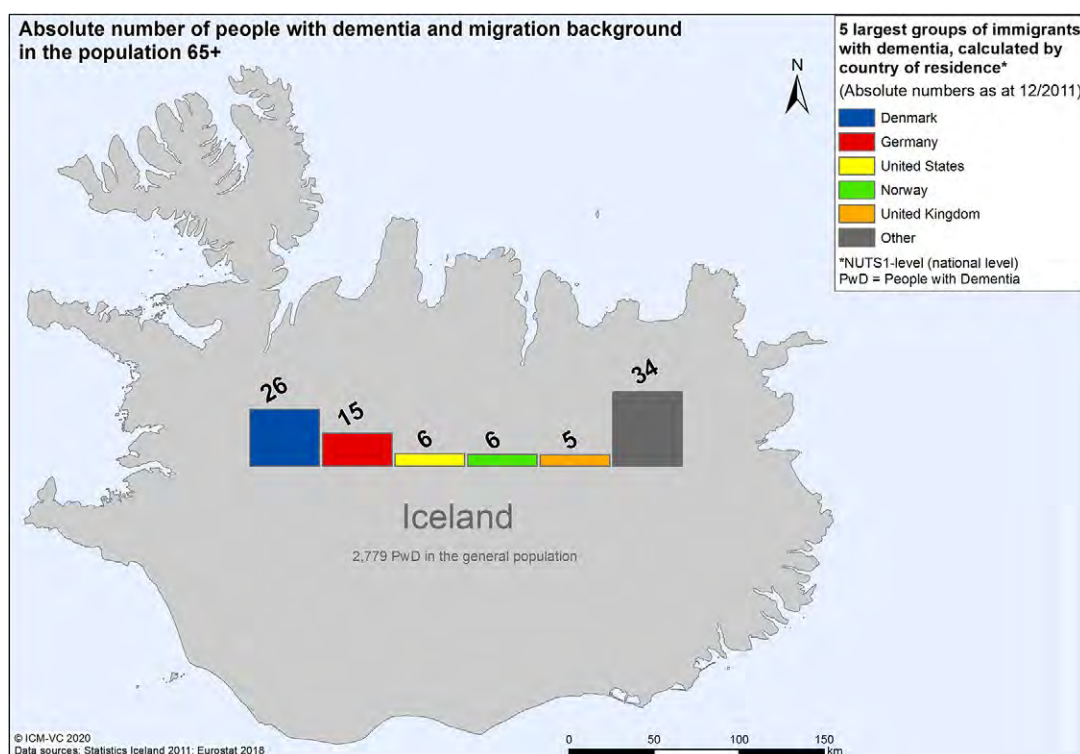 Absolute number of people with dementia and migration background
in the population 65+
N
5 largest groups of immigrants
with dementia, calculated by
country of residence*
(Absolute numbers as at 12/2011)
Denmark
Germany
United States
Norway
United Kingdom
Other
*NUTS1-level (national level)
PwD = People with Dementia
26
15
6
6
5
34
Iceland
2,779 PwD in the general population
© ICM-VC 2020
Data sources: Statistics Iceland 2011; Eurostat 2018
0 50 100 150
km